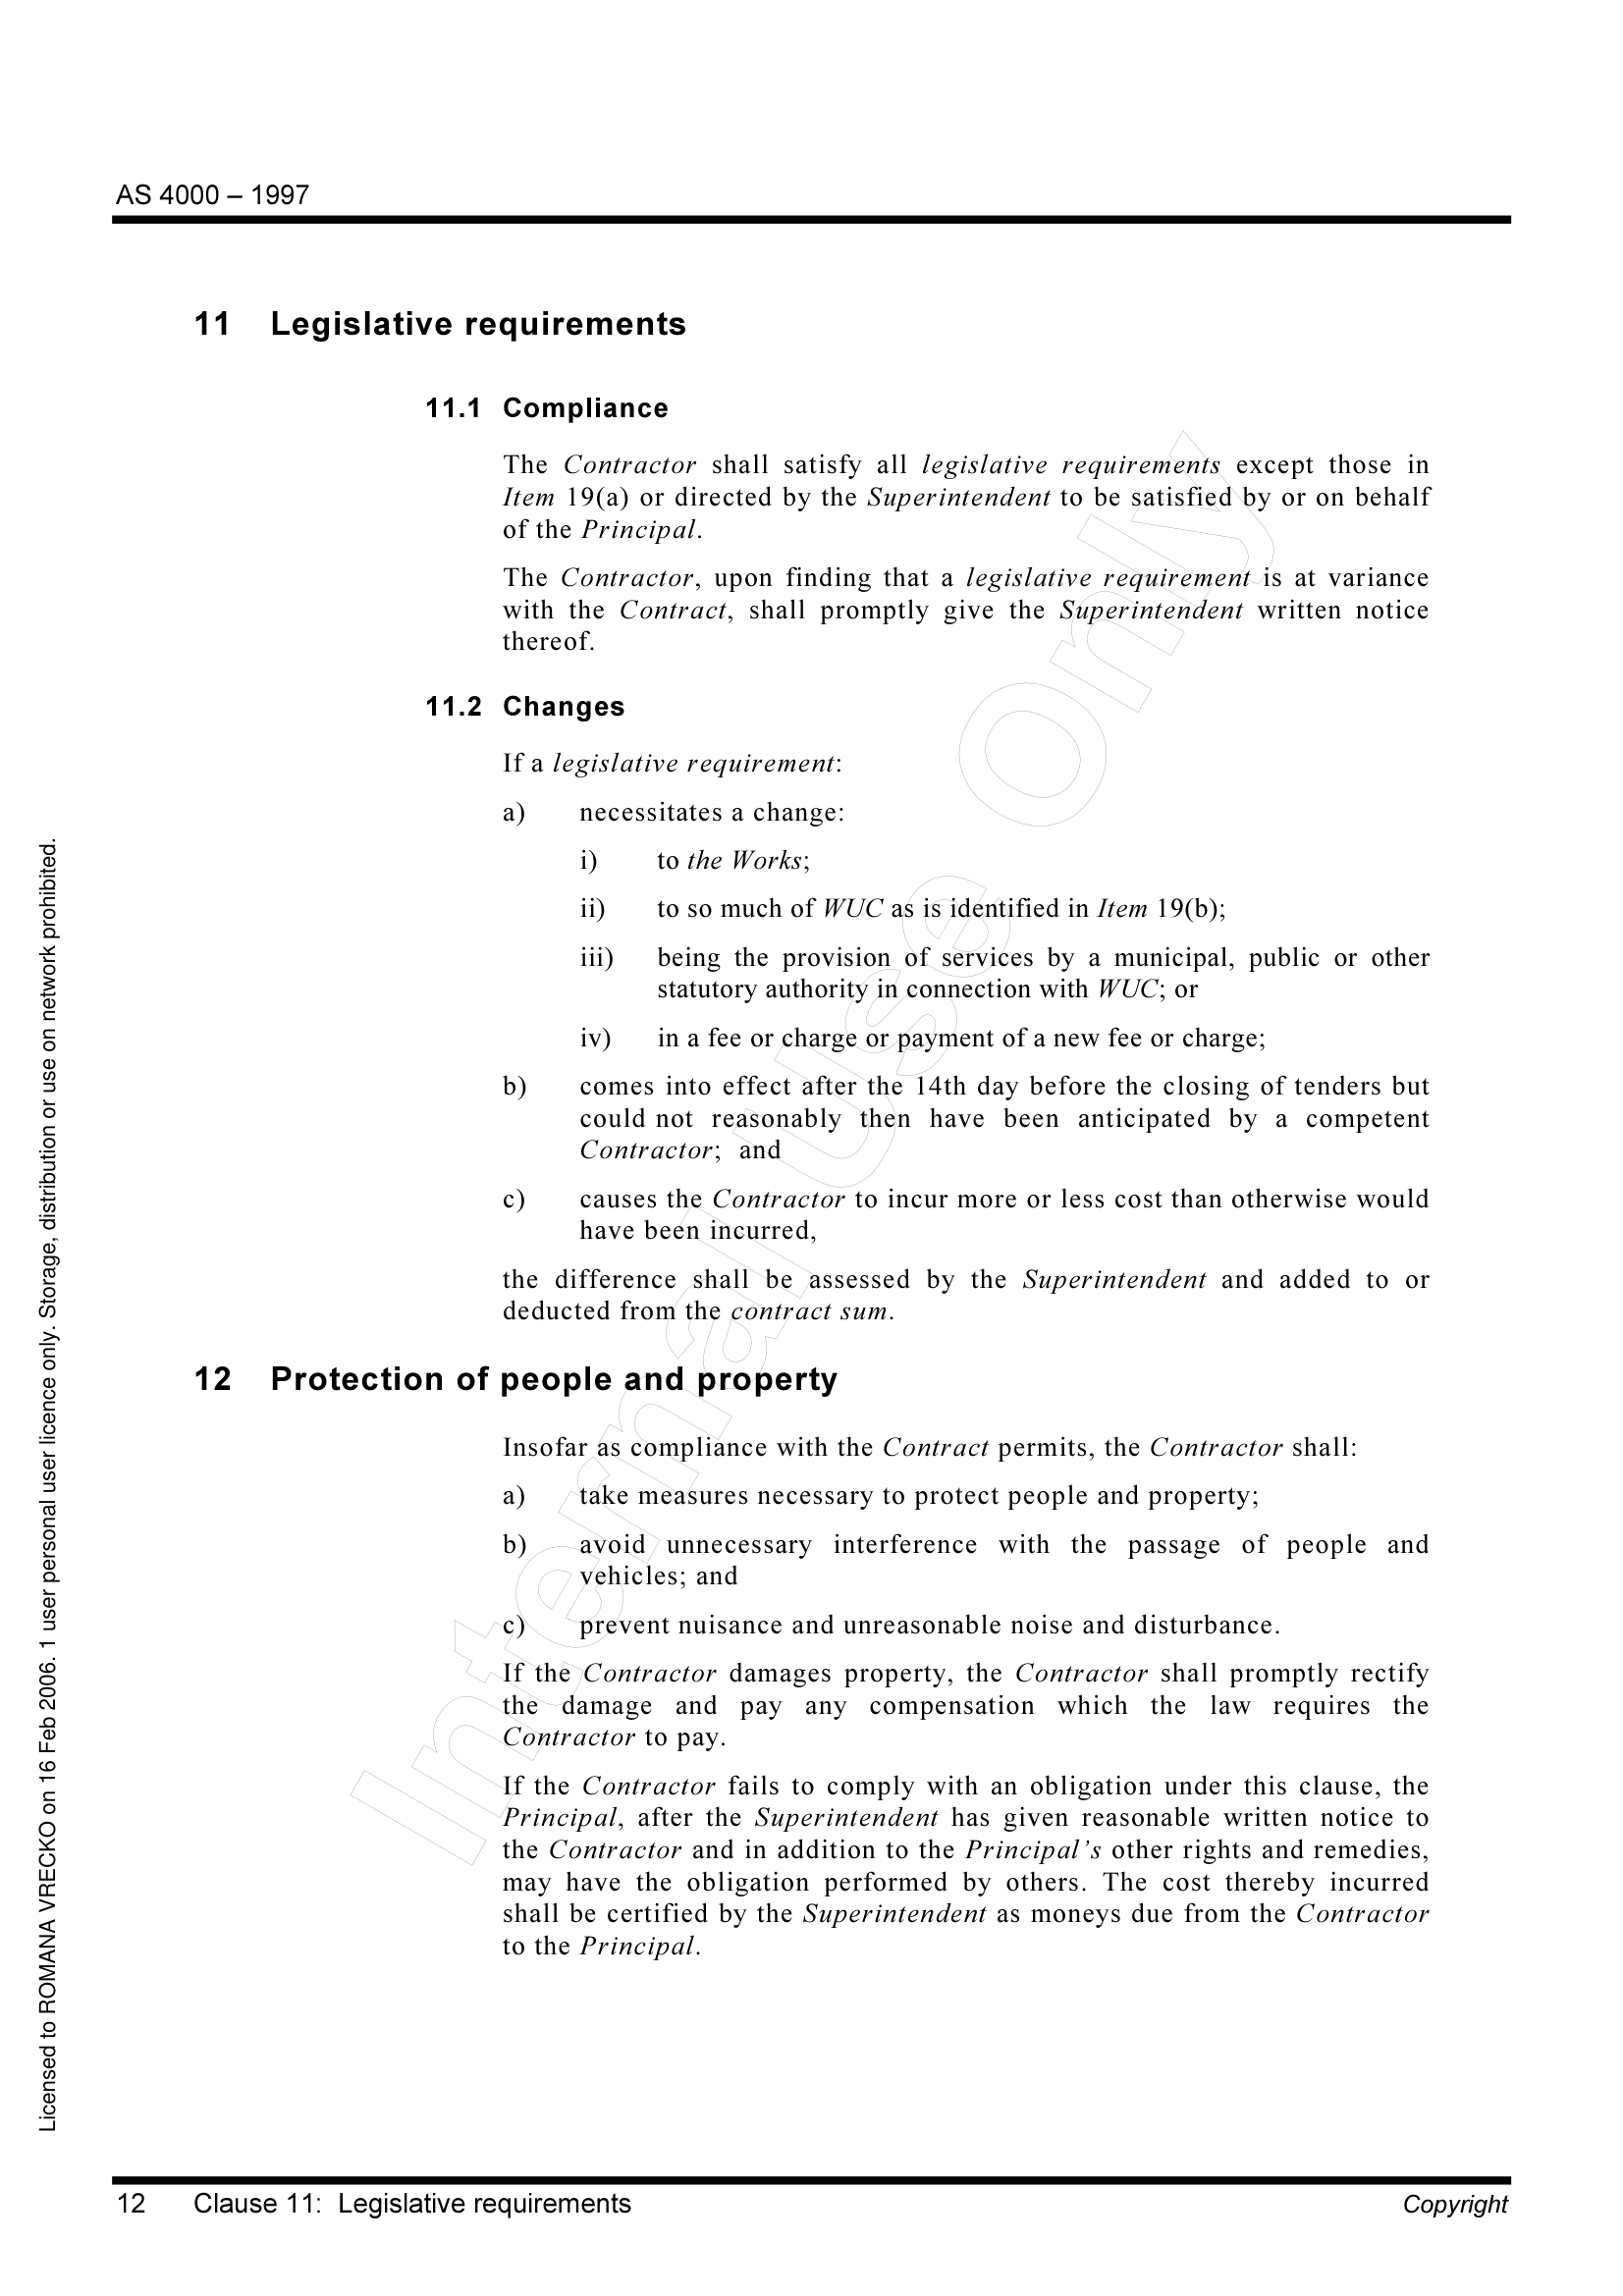 AS 4000 – 1997
11 Legislative requirements
11.1 Compliance
The Contractor shall satisfy all legislative requirements except those in
Item 19(a) or directed by the Superintendent to be satisfied by or on behalf
of the Principal.
The Contractor, upon finding that a legislative requirement is at variance
with the Contract, shall promptly give the Superintendent written notice
thereof.
11.2 Changes
If a legislative requirement:
a) necessitates a change:
i) to the Works;
ii) to so much of WUC as is identified in Item 19(b);
iii) being the provision of services by a municipal, public or other
statutory authority in connection with WUC; or
iv) in a fee or charge or payment of a new fee or charge;
b) comes into effect after the 14th day before the closing of tenders but
could not reasonably then have been anticipated by a competent
Contractor; and
c) causes the Contractor to incur more or less cost than otherwise would
have been incurred,
the difference shall be assessed by the Superintendent and added to or
deducted from the contract sum.
12 Protection of people and property
Insofar as compliance with the Contract permits, the Contractor shall:
a) take measures necessary to protect people and property;
b) avoid unnecessary interference with the passage of people and
vehicles; and
c) prevent nuisance and unreasonable noise and disturbance.
If the Contractor damages property, the Contractor shall promptly rectify
the damage and pay any compensation which the law requires the
Contractor to pay.
If the Contractor fails to comply with an obligation under this clause, the
Principal, after the Superintendent has given reasonable written notice to
the Contractor and in addition to the Principal's other rights and remedies,
may have the obligation performed by others. The cost thereby incurred
shall be certified by the Superintendent as moneys due from the Contractor
to the Principal.
12 Clause 11: Legislative requirements Copyright
Licensed to ROMANA VRECKO on 16 Feb 2006. 1 user personal user licence only. Storage, distribution or use on network prohibited.
Internal use only